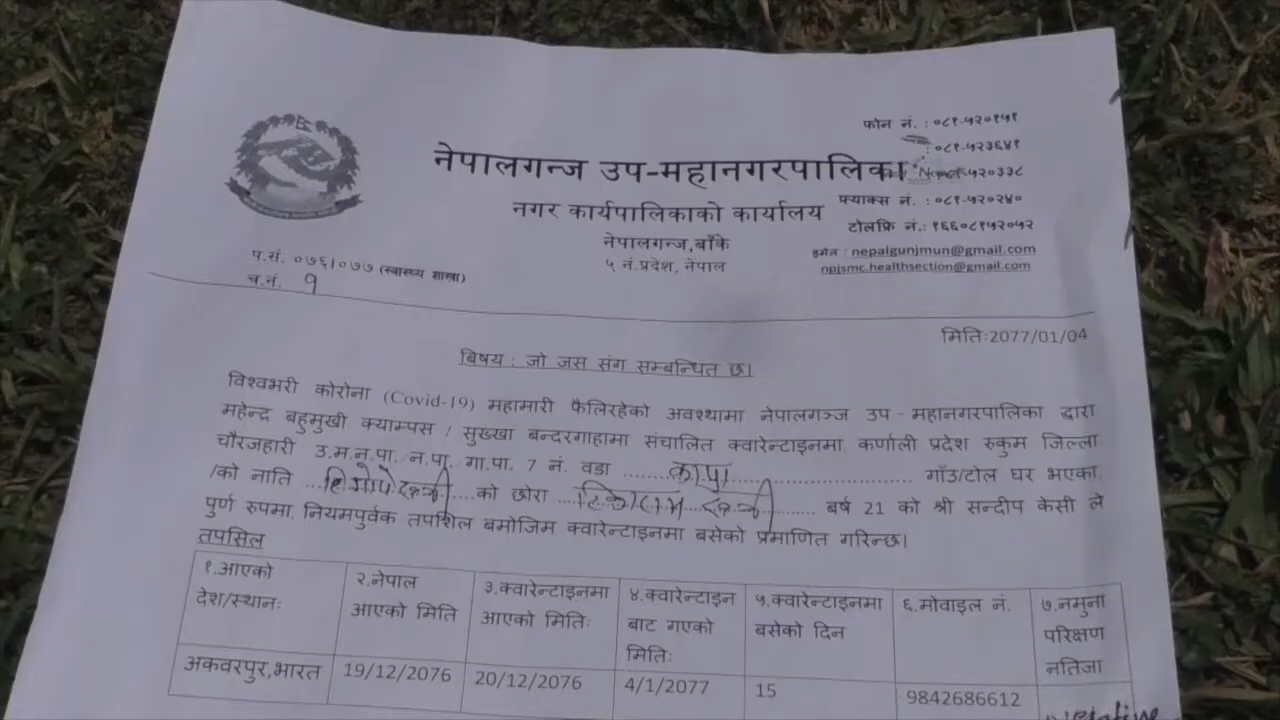 नेपालगन्ज उप-महानगरपालिका
नगर कार्यपालिकाको कार्यालय
नेपालगन्ज,बाँके
५ नं.प्रदेश, नेपाल
फोन नं. : ०८१-५२०१५१
: ०८१-५२३६४१
५२०३३८
फ्याक्स नं. : ०८१-५२०२४०
टोलफ्रि नं.: १६६०८१५२०५२
इमेल : nepalgunjmun@gmail.com
npjsmc.healthsection@gmail.com
प.सं. ०७६।०७७ (स्वास्थ्य शाखा)
च.नं. १
मिति:2077/01/04
बिषय : जो जस संग सम्बन्धित छ।
विश्वभरी कोरोना (Covid-19) महामारी फैलिरहेको अवश्थामा नेपालगञ्ज उप - महानगरपालिका द्वारा
महेन्द्र बहुमुखी क्याम्पस / सुख्खा बन्दरगाहामा संचालित क्वारेन्टाइनमा, कर्णाली प्रदेश रुकुम जिल्ला
चौरजहारी उ.म.न.पा. न.पा. गा.पा. 7 नं. वडा ........................................ गाँउ/टोल घर भएका,
/को नाति ....................को छोरा .............................. बर्ष 21 को श्री सन्दीप केसी ले
पुर्ण रुपमा, नियमपुर्वक तपशिल बमोजिम क्वारेन्टाइनमा बसेको प्रमाणित गरिन्छ।
तपसिल
१.आएको देश/स्थान:
२.नेपाल आएको मिति
३.क्वारेन्टाइनमा आएको मिति:
४.क्वारेन्टाइन बाट गएको मिति:
५.क्वारेन्टाइनमा बसेको दिन
६.मोवाइल नं.
७.नमुना परिक्षण नतिजा
अकवरपुर,भारत
19/12/2076
20/12/2076
4/1/2077
15
9842686612